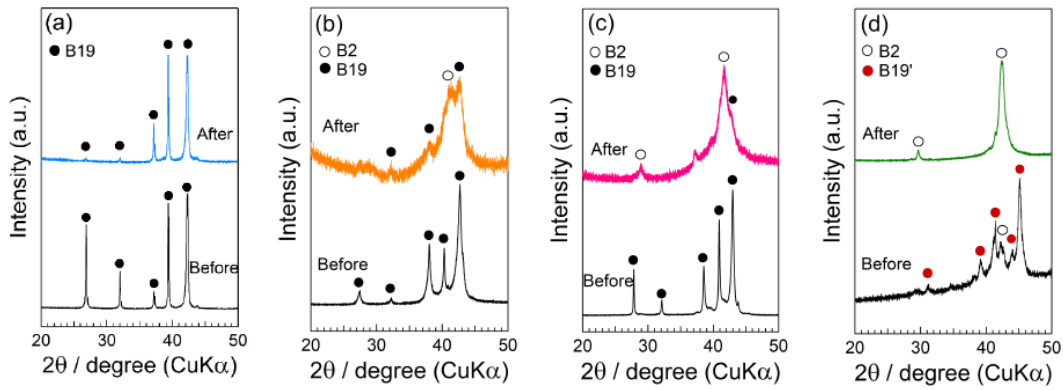 (a)
● B19
After
Before
Intensity (a.u.)
20 30 40 50
2θ / degree (CuKα)
(b)
○ B2
● B19
After
Before
Intensity (a.u.)
20 30 40 50
2θ / degree (CuKα)
(c)
○ B2
● B19
After
Before
Intensity (a.u.)
20 30 40 50
2θ / degree (CuKα)
(d)
○ B2
● B19'
After
Before
Intensity (a.u.)
20 30 40 50
2θ / degree (CuKα)